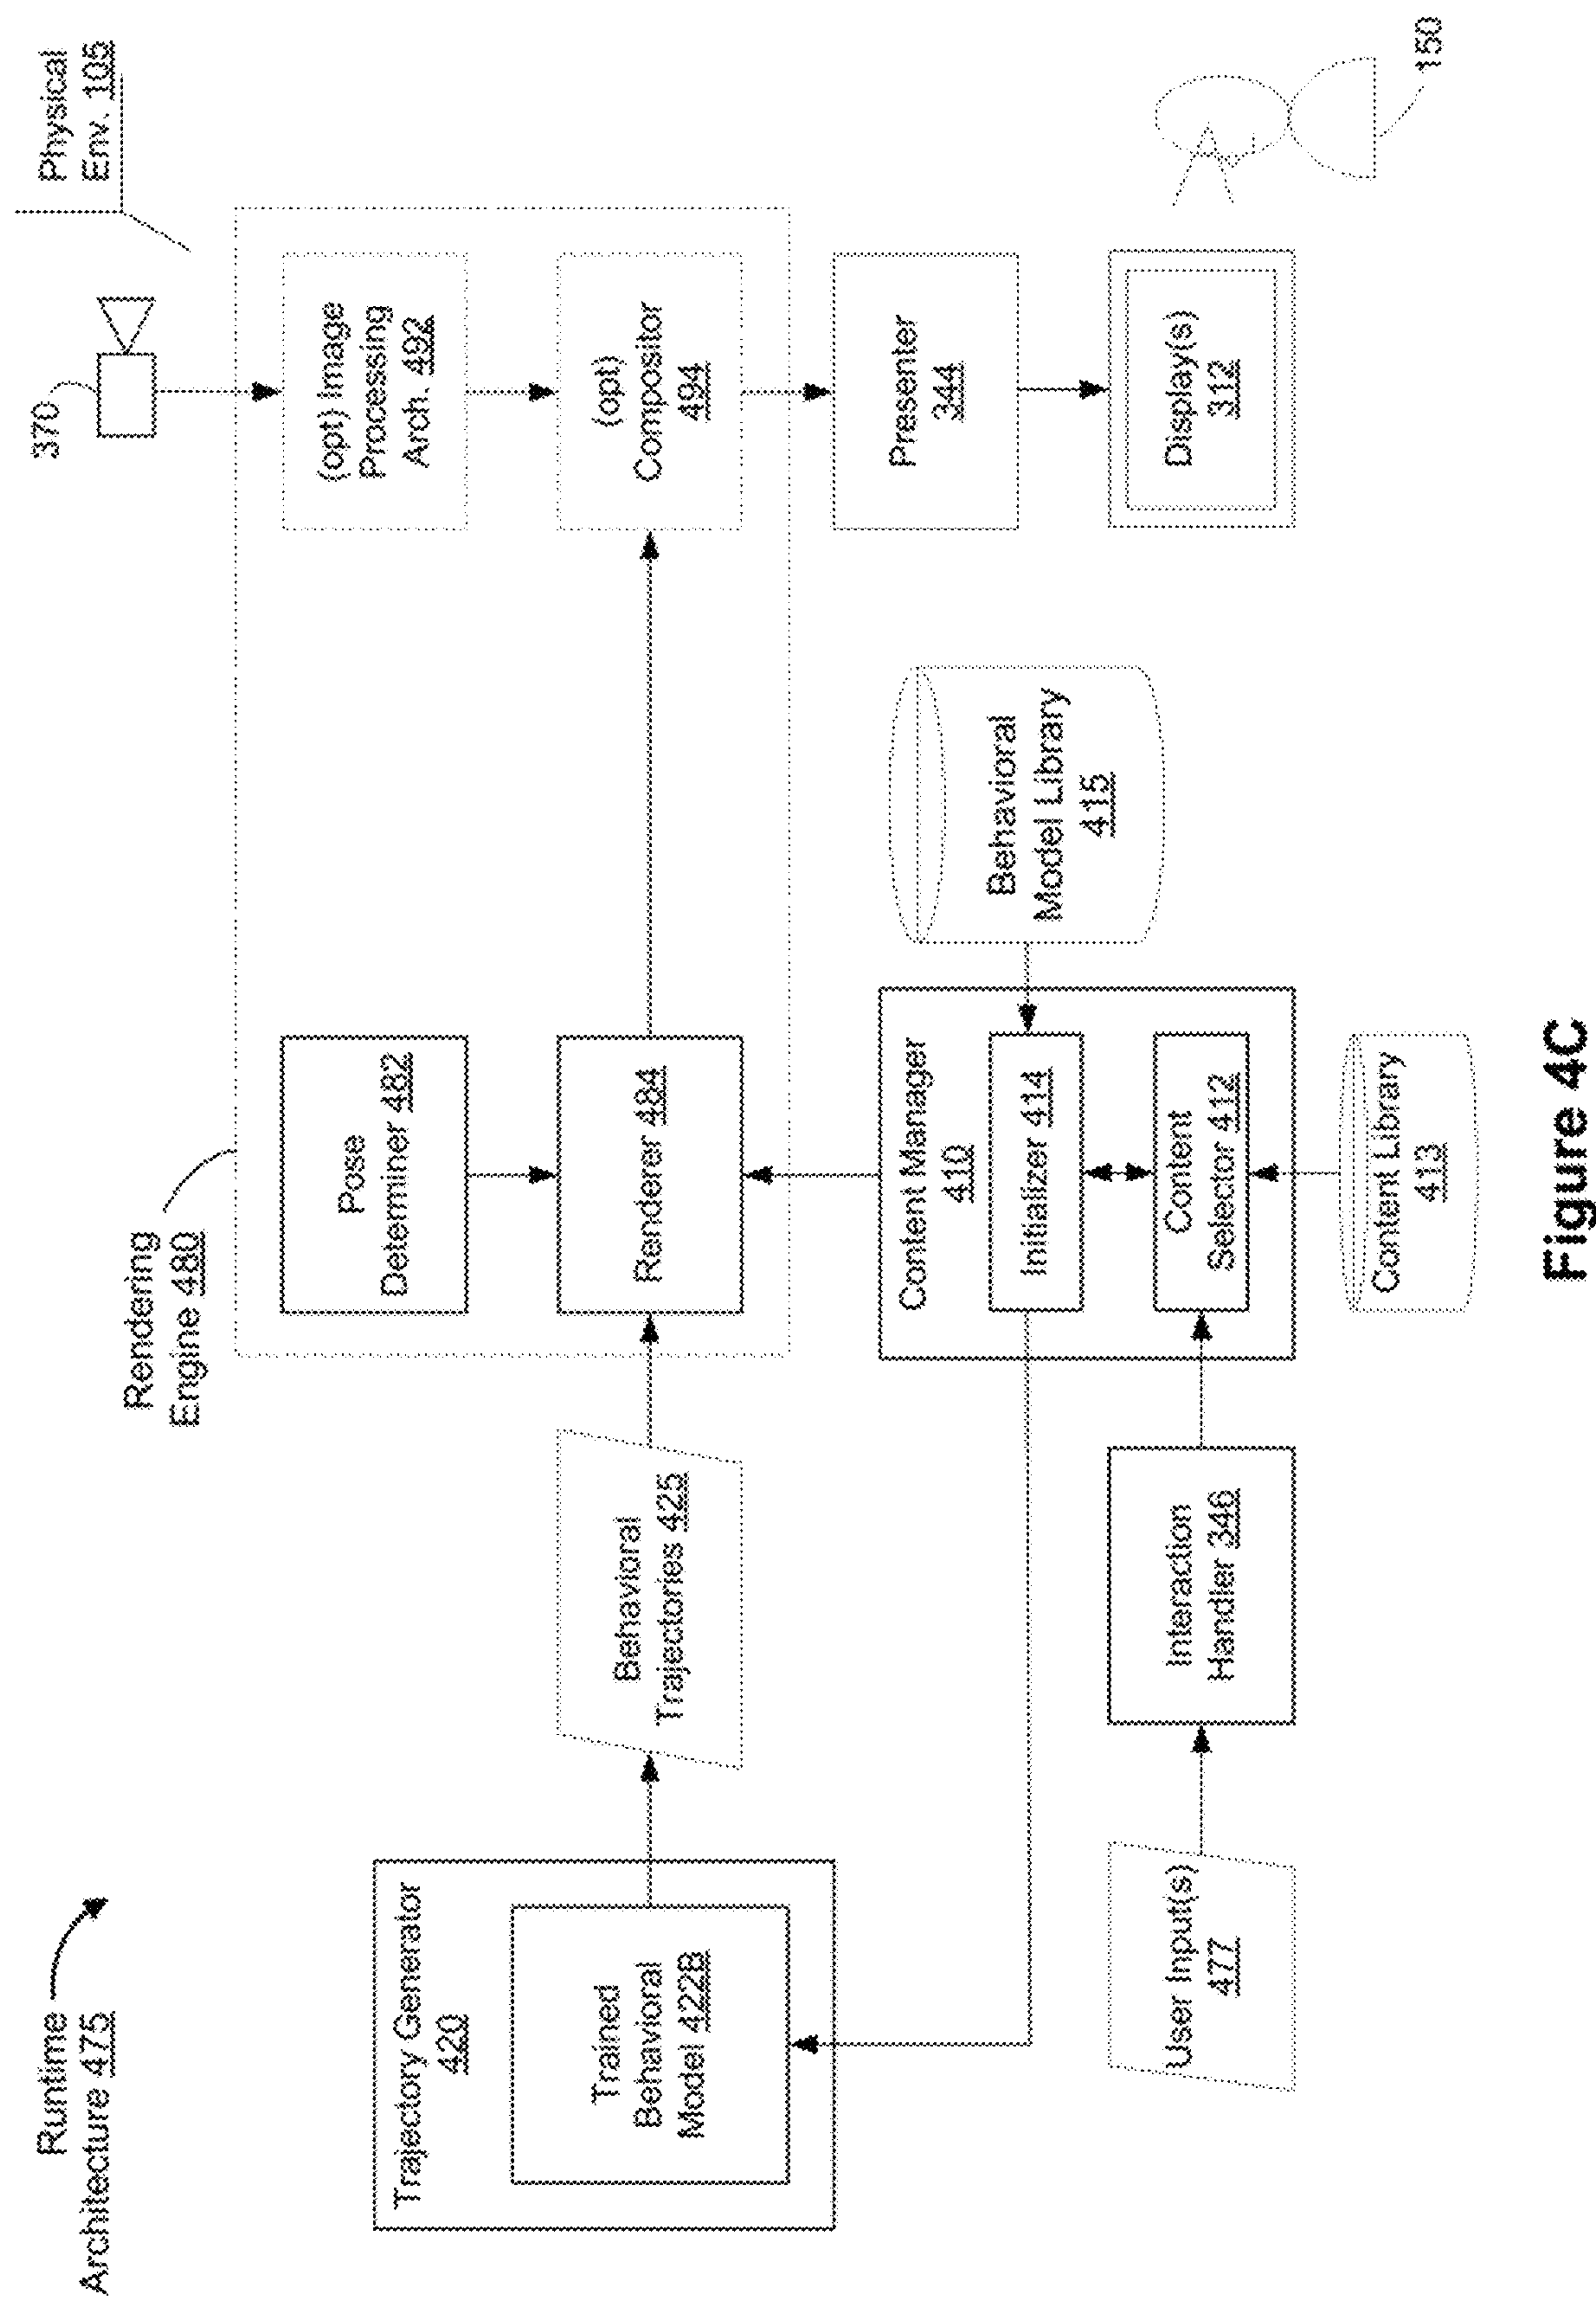 Runtime
Architecture 475
Rendering
Engine 480
370
Physical
Env. 105
Trajectory Generator
420
Trained
Behavioral
Model 422B
Behavioral
Trajectories 425
Pose
Determiner 482
Renderer 484
(opt) Image
Processing
Arch. 492
(opt)
Compositor
494
Presenter
344
Display(s)
312
150
User Input(s)
477
Interaction
Handler 346
Content Manager
410
Initializer 414
Content
Selector 412
Behavioral
Model Library
415
Content Library
413
Figure 4C